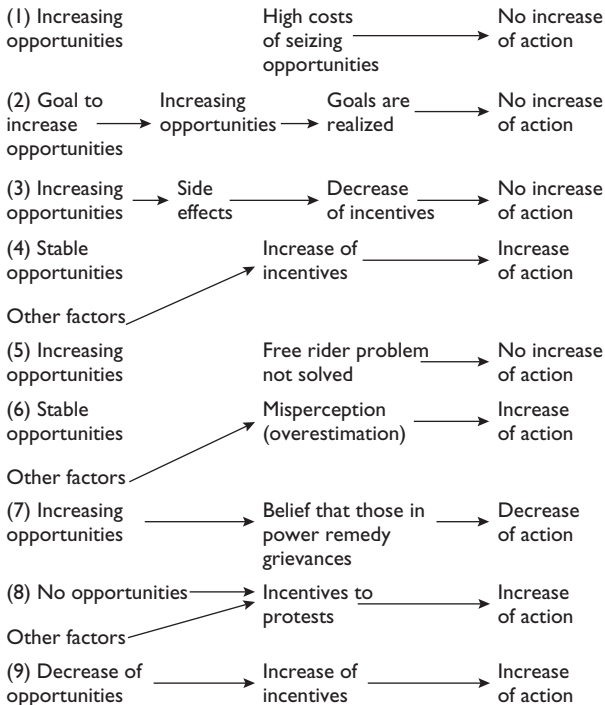 (1) Increasing opportunities High costs of seizing opportunities No increase of action
(2) Goal to increase opportunities Increasing opportunities Goals are realized No increase of action
(3) Increasing opportunities Side effects Decrease of incentives No increase of action
(4) Stable opportunities Increase of incentives Increase of action
Other factors
(5) Increasing opportunities Free rider problem not solved No increase of action
(6) Stable opportunities Misperception (overestimation) Increase of action
Other factors
(7) Increasing opportunities Belief that those in power remedy grievances Decrease of action
(8) No opportunities Incentives to protests Increase of action
Other factors
(9) Decrease of opportunities Increase of incentives Increase of action